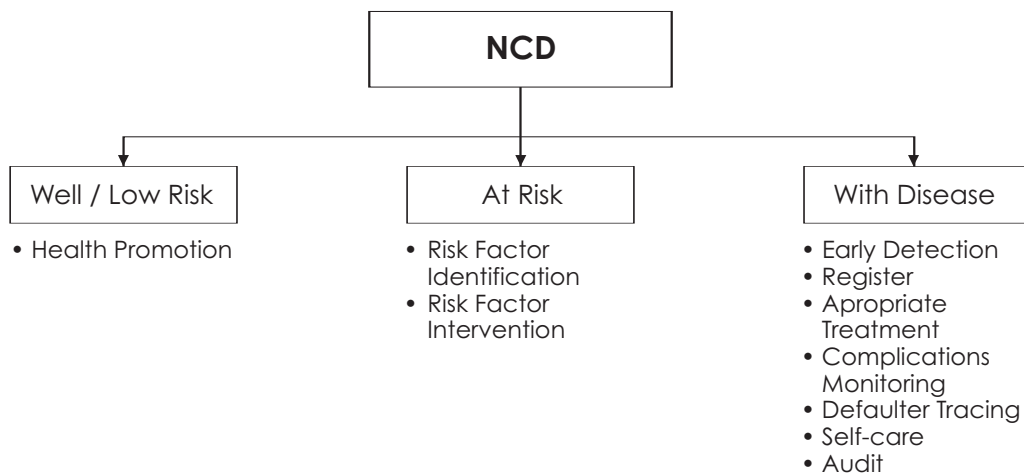 NCD
Well / Low Risk
• Health Promotion
At Risk
• Risk Factor
Identification
• Risk Factor
Intervention
With Disease
• Early Detection
• Register
• Apropriate
Treatment
• Complications
Monitoring
• Defaulter Tracing
• Self-care
• Audit